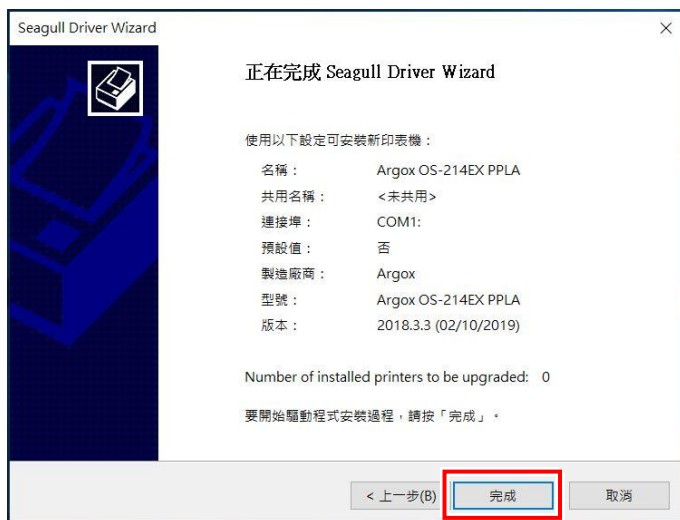 Seagull Driver Wizard
正在完成 Seagull Driver Wizard
使用以下設定可安裝新印表機：
名稱： Argox OS-214EX PPLA
共用名稱： <未共用>
連接埠： COM1:
預設值： 否
製造廠商： Argox
型號： Argox OS-214EX PPLA
版本： 2018.3.3 (02/10/2019)
Number of installed printers to be upgraded: 0
要開始驅動程式安裝過程，請按「完成」。
< 上一步(B) 完成 取消